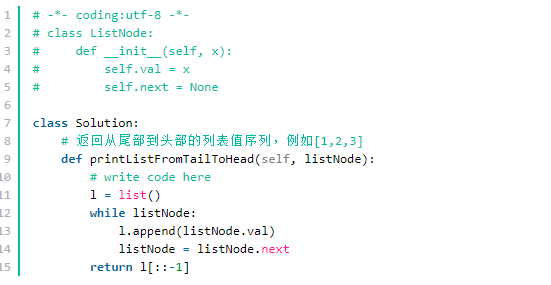 1 # -*- coding:utf-8 -*-
2 # class ListNode:
3 #     def __init__(self, x):
4 #         self.val = x
5 #         self.next = None
6
7 class Solution:
8     # 返回从尾部到头部的列表值序列，例如[1,2,3]
9     def printListFromTailToHead(self, listNode):
10         # write code here
11         l = list()
12         while listNode:
13             l.append(listNode.val)
14             listNode = listNode.next
15         return l[::-1]